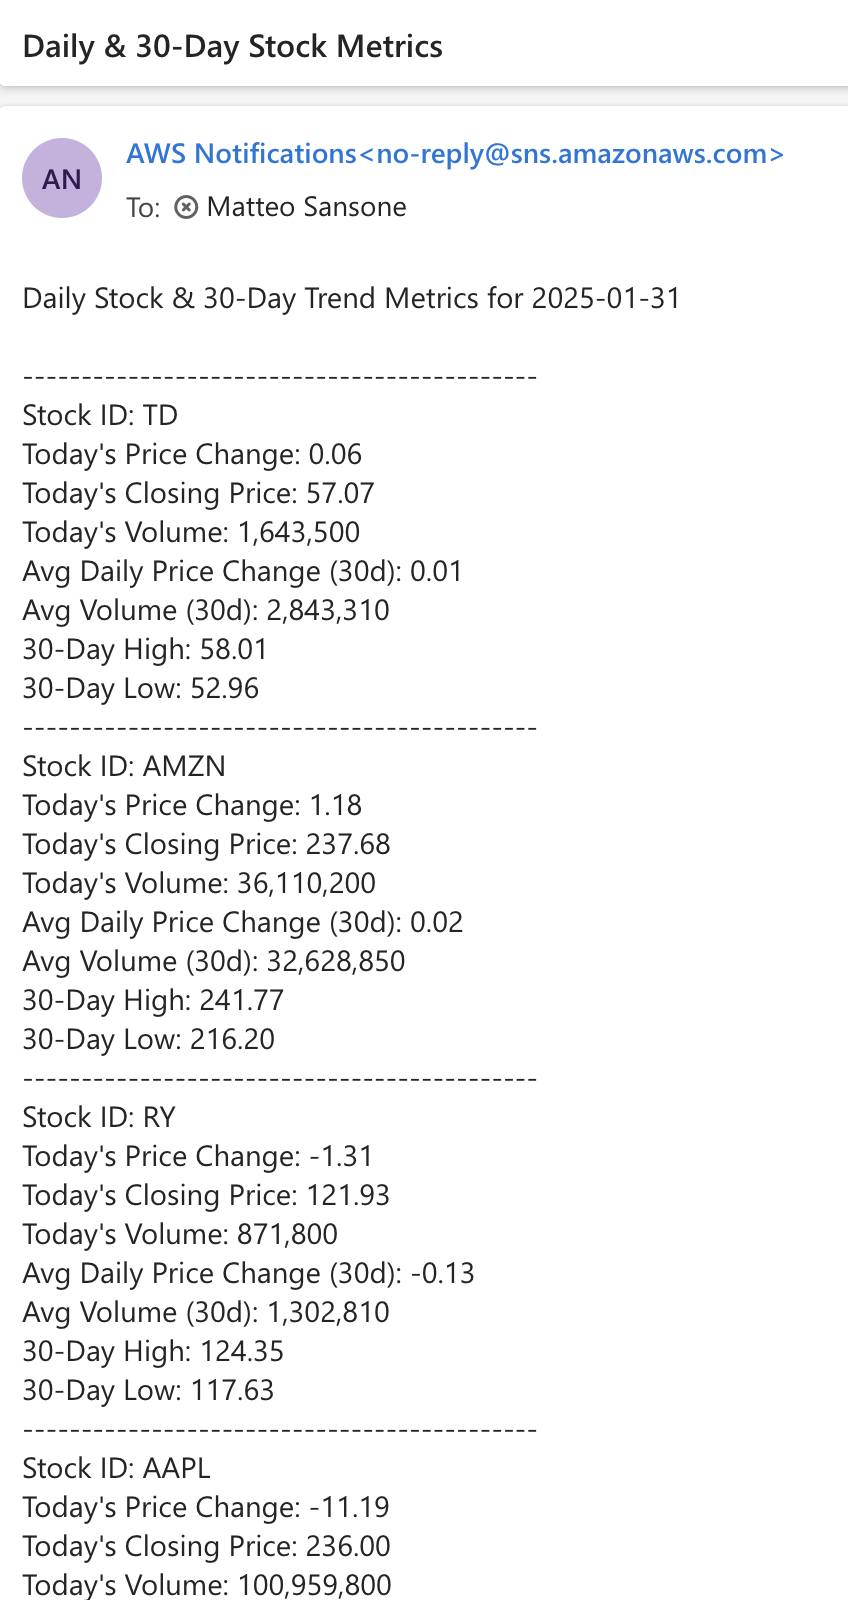 Daily & 30-Day Stock Metrics
AN
AWS Notifications<no-reply@sns.amazonaws.com>
To: Matteo Sansone
Daily Stock & 30-Day Trend Metrics for 2025-01-31
--------------------------------------------
Stock ID: TD
Today's Price Change: 0.06
Today's Closing Price: 57.07
Today's Volume: 1,643,500
Avg Daily Price Change (30d): 0.01
Avg Volume (30d): 2,843,310
30-Day High: 58.01
30-Day Low: 52.96
--------------------------------------------
Stock ID: AMZN
Today's Price Change: 1.18
Today's Closing Price: 237.68
Today's Volume: 36,110,200
Avg Daily Price Change (30d): 0.02
Avg Volume (30d): 32,628,850
30-Day High: 241.77
30-Day Low: 216.20
--------------------------------------------
Stock ID: RY
Today's Price Change: -1.31
Today's Closing Price: 121.93
Today's Volume: 871,800
Avg Daily Price Change (30d): -0.13
Avg Volume (30d): 1,302,810
30-Day High: 124.35
30-Day Low: 117.63
--------------------------------------------
Stock ID: AAPL
Today's Price Change: -11.19
Today's Closing Price: 236.00
Today's Volume: 100,959,800